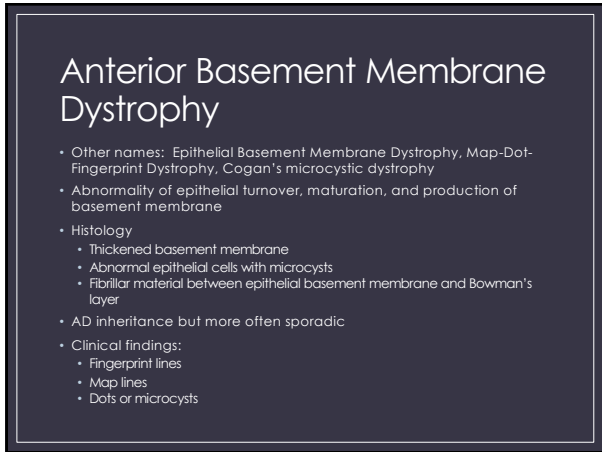 Anterior Basement Membrane
Dystrophy
• Other names: Epithelial Basement Membrane Dystrophy, Map-Dot-
Fingerprint Dystrophy, Cogan's microcystic dystrophy
• Abnormality of epithelial turnover, maturation, and production of
basement membrane
• Histology
• Thickened basement membrane
• Abnormal epithelial cells with microcysts
• Fibrillar material between epithelial basement membrane and Bowman's
layer
• AD inheritance but more often sporadic
• Clinical findings:
• Fingerprint lines
• Map lines
• Dots or microcysts